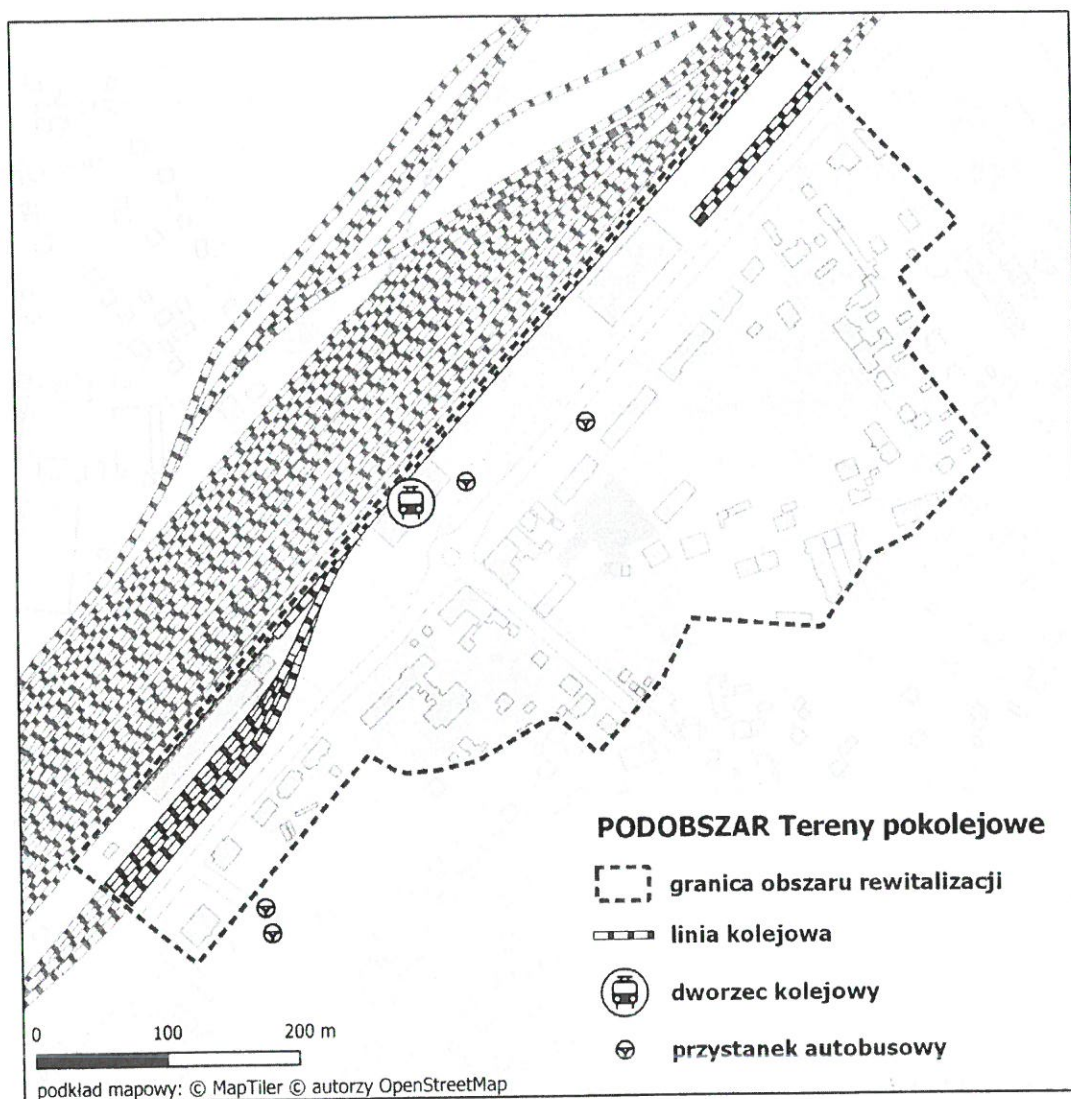 PODOBSZAR Tereny pokolejowe
granica obszaru rewitalizacji
linia kolejowa
dworzec kolejowy
przystanek autobusowy
0 100 200 m
podkład mapowy: © MapTiler © autorzy OpenStreetMap